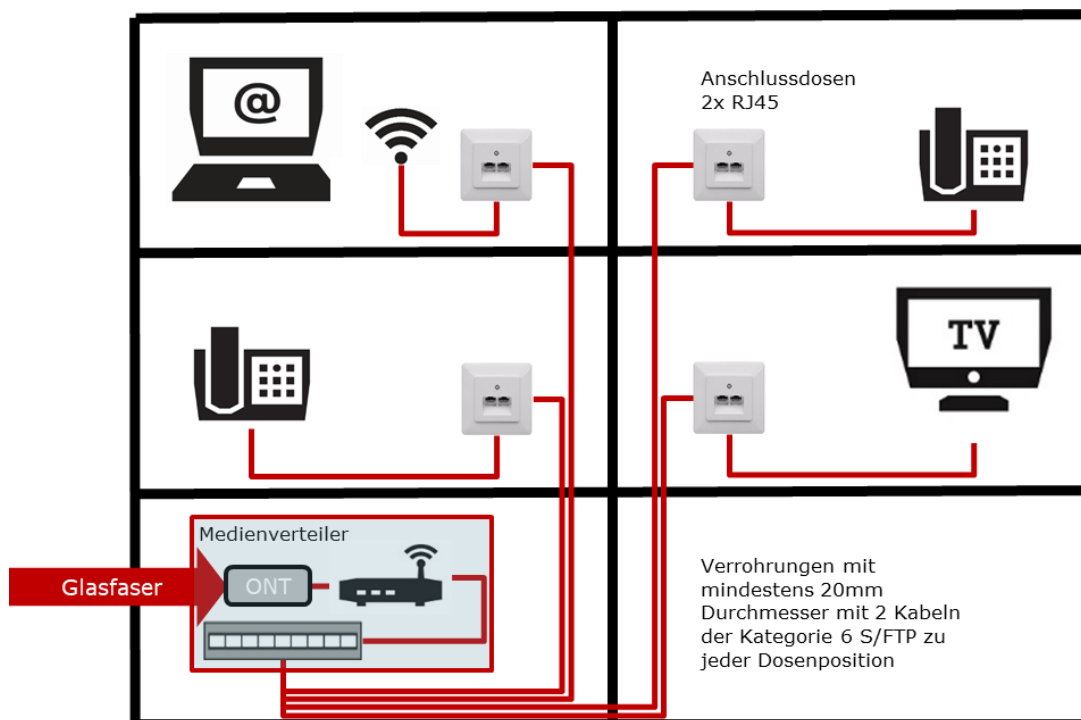 @
Anschlussdosen
2x RJ45
TV
Medienverteiler
Glasfaser
ONT
Verrohrungen mit
mindestens 20mm
Durchmesser mit 2 Kabeln
der Kategorie 6 S/FTP zu
jeder Dosenposition